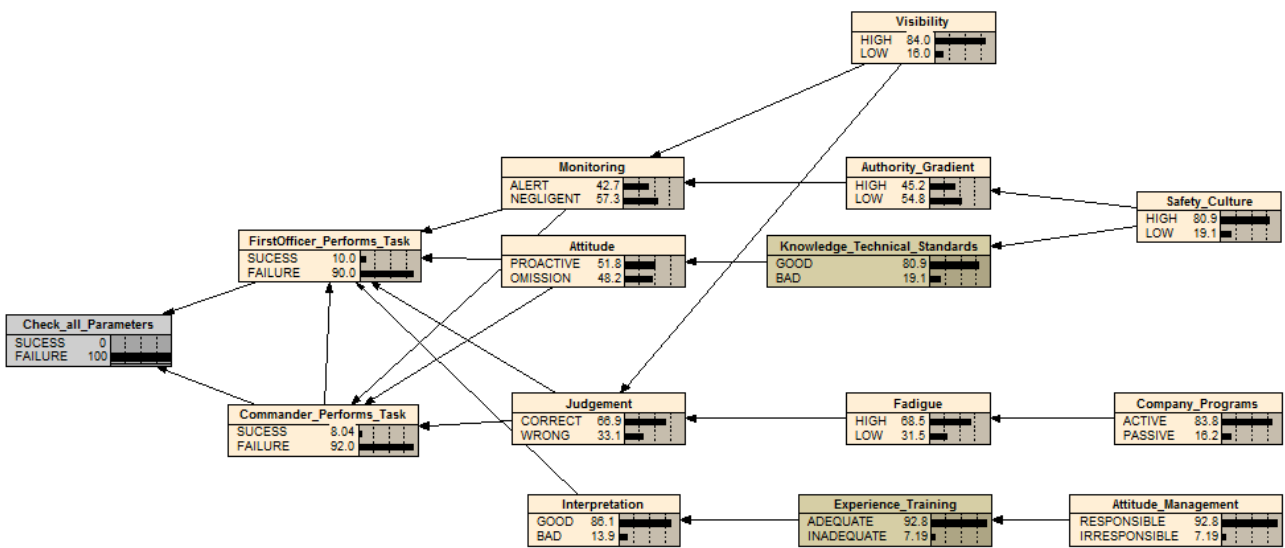 Visibility
HIGH 84.0
LOW 16.0
Monitoring
ALERT 42.7
NEGLIGENT 57.3
Authority_Gradient
HIGH 45.2
LOW 54.8
Safety_Culture
HIGH 80.9
LOW 19.1
FirstOfficer_Performs_Task
SUCESS 10.0
FAILURE 90.0
Attitude
PROACTIVE 51.8
OMISSION 48.2
Knowledge_Technical_Standards
GOOD 80.9
BAD 19.1
Check_all_Parameters
SUCESS 0
FAILURE 100
Commander_Performs_Task
SUCESS 8.04
FAILURE 92.0
Judgement
CORRECT 66.9
WRONG 33.1
Fadigue
HIGH 68.5
LOW 31.5
Company_Programs
ACTIVE 83.8
PASSIVE 16.2
Interpretation
GOOD 86.1
BAD 13.9
Experience_Training
ADEQUATE 92.8
INADEQUATE 7.19
Attitude_Management
RESPONSIBLE 92.8
IRRESPONSIBLE 7.19